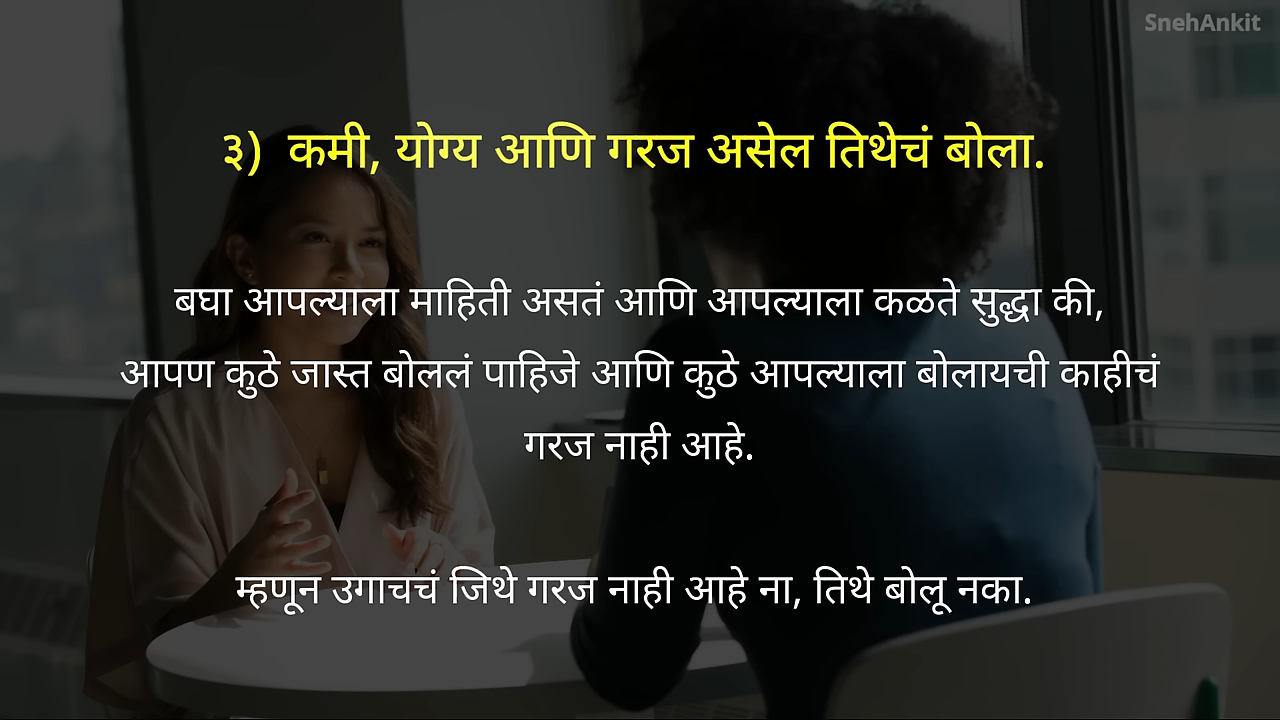 SnehAnkit
३) कमी, योग्य आणि गरज असेल तिथेचं बोला.
बघा आपल्याला माहिती असतं आणि आपल्याला कळते सुद्धा की,
आपण कुठे जास्त बोललं पाहिजे आणि कुठे आपल्याला बोलायची काहीचं
गरज नाही आहे.
म्हणून उगाचचं जिथे गरज नाही आहे ना, तिथे बोलू नका.